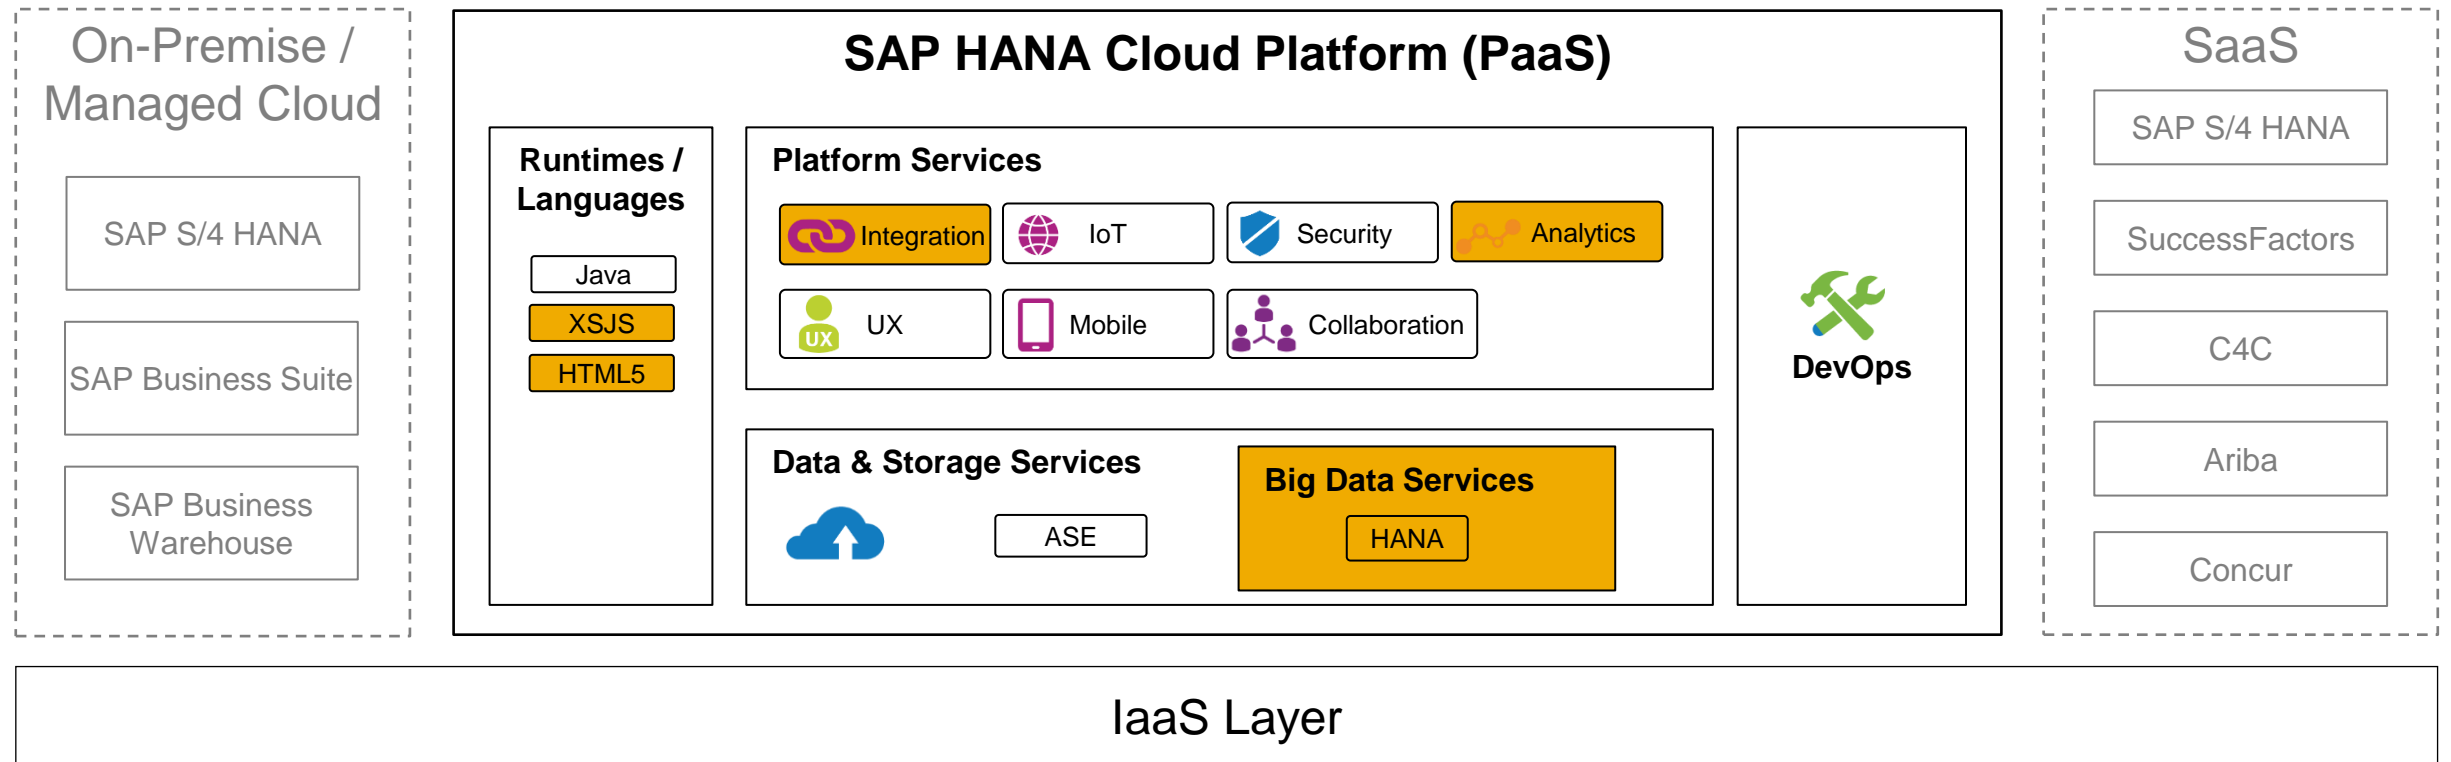 On-Premise /
Managed Cloud
SAP S/4 HANA
SAP Business Suite
SAP Business
Warehouse
SAP HANA Cloud Platform (PaaS)
Runtimes /
Languages
Java
XSJS
HTML5
Platform Services
Integration
IoT
Security
Analytics
UX
UX
Mobile
Collaboration
Data & Storage Services
ASE
Big Data Services
HANA
DevOps
SaaS
SAP S/4 HANA
SuccessFactors
C4C
Ariba
Concur
IaaS Layer